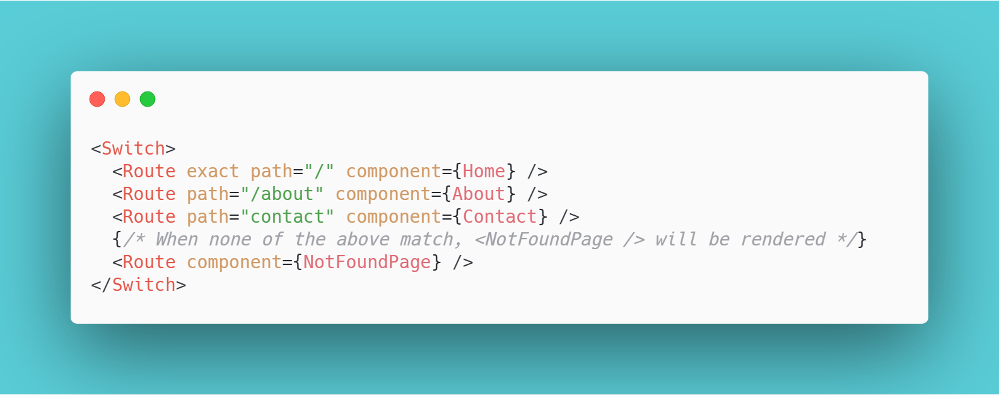 <Switch>
  <Route exact path="/" component={Home} />
  <Route path="/about" component={About} />
  <Route path="contact" component={Contact} />
  {/* When none of the above match, <NotFoundPage /> will be rendered */}
  <Route component={NotFoundPage} />
</Switch>